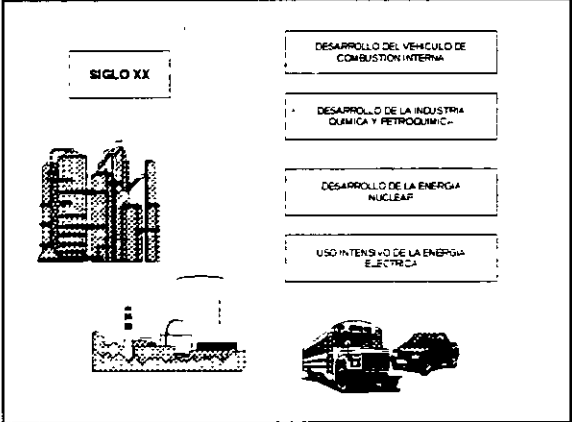 SIGLO XX
DESARROLLO DEL VEHICULO DE
COMBUSTION INTERNA
DESARROLLO DE LA INDUSTRIA
QUIMICA Y PETROQUIMICA
DESARROLLO DE LA ENERGIA
NUCLEAR
USO INTENSIVO DE LA ENERGIA
ELECTRICA